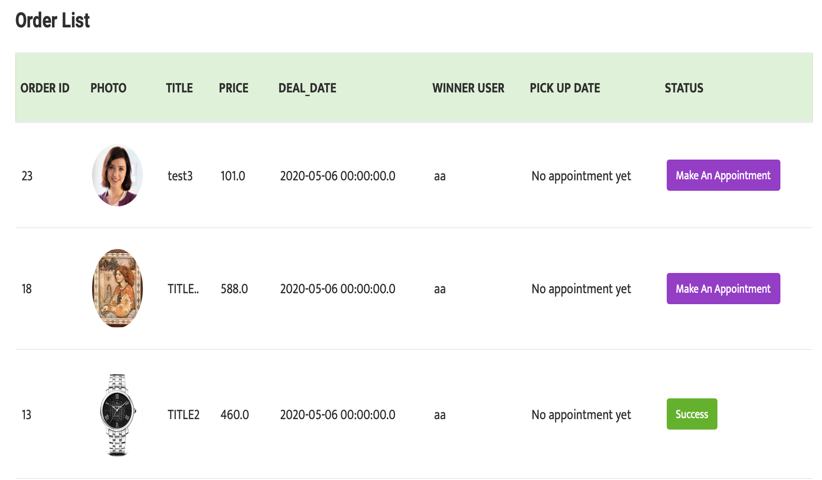 Order List
ORDER ID PHOTO TITLE PRICE DEAL_DATE WINNER USER PICK UP DATE STATUS
23 test3 101.0 2020-05-06 00:00:00.0 aa No appointment yet Make An Appointment
18 TITLE.. 588.0 2020-05-06 00:00:00.0 aa No appointment yet Make An Appointment
13 TITLE2 460.0 2020-05-06 00:00:00.0 aa No appointment yet Success